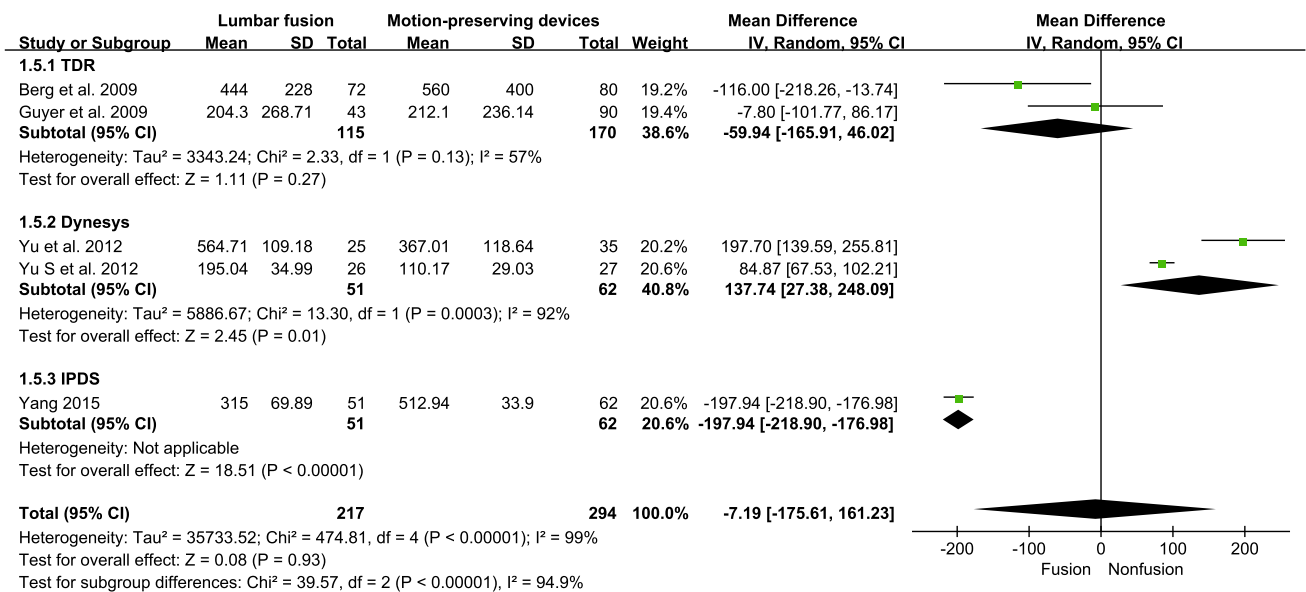 Lumbar fusion Motion-preserving devices Mean Difference Mean Difference
Study or Subgroup Mean SD Total Mean SD Total Weight IV, Random, 95% CI IV, Random, 95% CI
1.5.1 TDR
Berg et al. 2009 444 228 72 560 400 80 19.2% -116.00 [-218.26, -13.74]
Guyer et al. 2009 204.3 268.71 43 212.1 236.14 90 19.4% -7.80 [-101.77, 86.17]
Subtotal (95% CI) 115 170 38.6% -59.94 [-165.91, 46.02]
Heterogeneity: Tau² = 3343.24; Chi² = 2.33, df = 1 (P = 0.13); I² = 57%
Test for overall effect: Z = 1.11 (P = 0.27)
1.5.2 Dynesys
Yu et al. 2012 564.71 109.18 25 367.01 118.64 35 20.2% 197.70 [139.59, 255.81]
Yu S et al. 2012 195.04 34.99 26 110.17 29.03 27 20.6% 84.87 [67.53, 102.21]
Subtotal (95% CI) 51 62 40.8% 137.74 [27.38, 248.09]
Heterogeneity: Tau² = 5886.67; Chi² = 13.30, df = 1 (P = 0.0003); I² = 92%
Test for overall effect: Z = 2.45 (P = 0.01)
1.5.3 IPDS
Yang 2015 315 69.89 51 512.94 33.9 62 20.6% -197.94 [-218.90, -176.98]
Subtotal (95% CI) 51 62 20.6% -197.94 [-218.90, -176.98]
Heterogeneity: Not applicable
Test for overall effect: Z = 18.51 (P < 0.00001)
Total (95% CI) 217 294 100.0% -7.19 [-175.61, 161.23]
Heterogeneity: Tau² = 35733.52; Chi² = 474.81, df = 4 (P < 0.00001); I² = 99%
Test for overall effect: Z = 0.08 (P = 0.93)
Test for subgroup differences: Chi² = 39.57, df = 2 (P < 0.00001), I² = 94.9%
-200 -100 0 100 200
Fusion Nonfusion